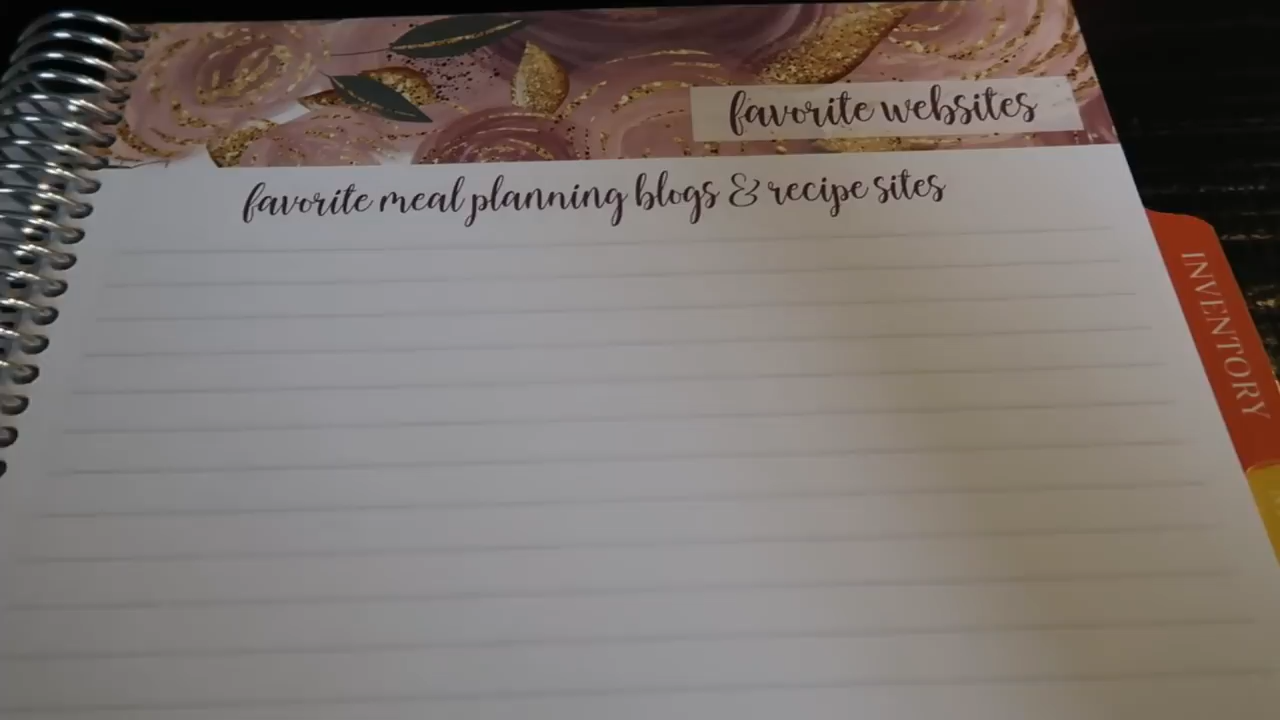 favorite websites
favorite meal planning blogs & recipe sites
INVENTORY